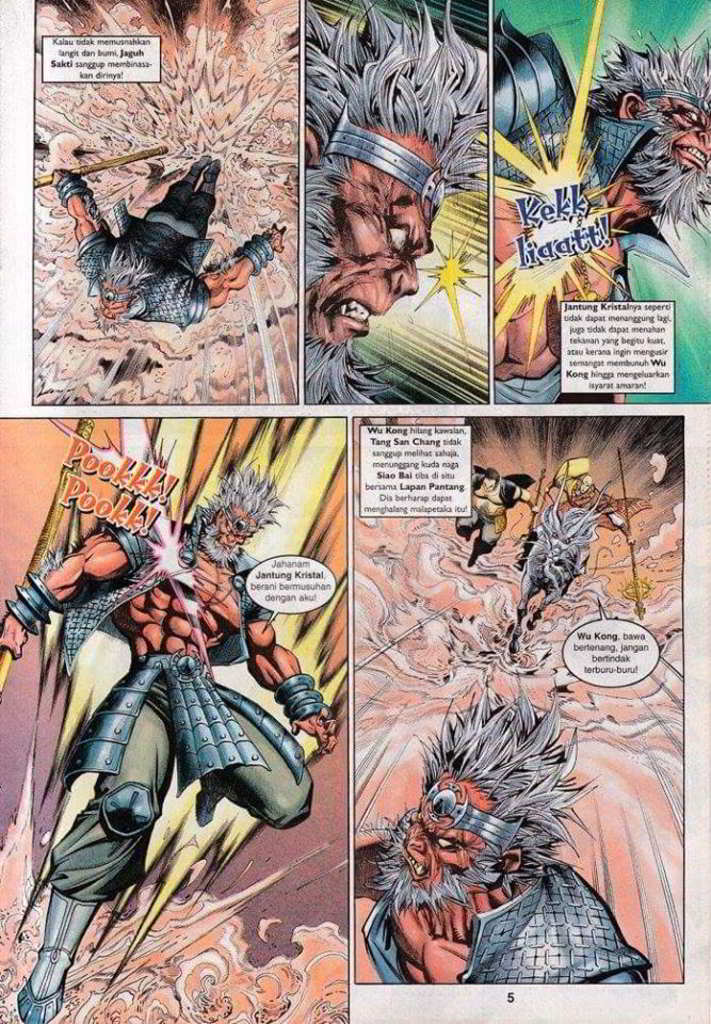 Kalau tidak memusnahkan
langit dan bumi, Jaguh
Sakti sanggup membinasa-
kan dirinya!
Kekk
liaatt!
Jantung Kristalnya seperti
tidak dapat menanggung lagi,
juga tidak dapat menahan
tekanan yang begitu kuat,
atau kerana ingin mengusir
semangat membunuh Wu
Kong hingga mengeluarkan
isyarat amaran!
Pookkk!
Pookk!
Jahanam
Jantung Kristal,
berani bermusuhan
dengan aku!
Wu Kong hilang kawalan,
Tang San Chang tidak
sanggup melihat sahaja,
menunggang kuda naga
Siao Bai tiba di situ
bersama Lapan Pantang.
Dia berharap dapat
menghalang malapetaka itu!
Wu Kong, bawa
bertenang, jangan
bertindak
terburu-buru!
5